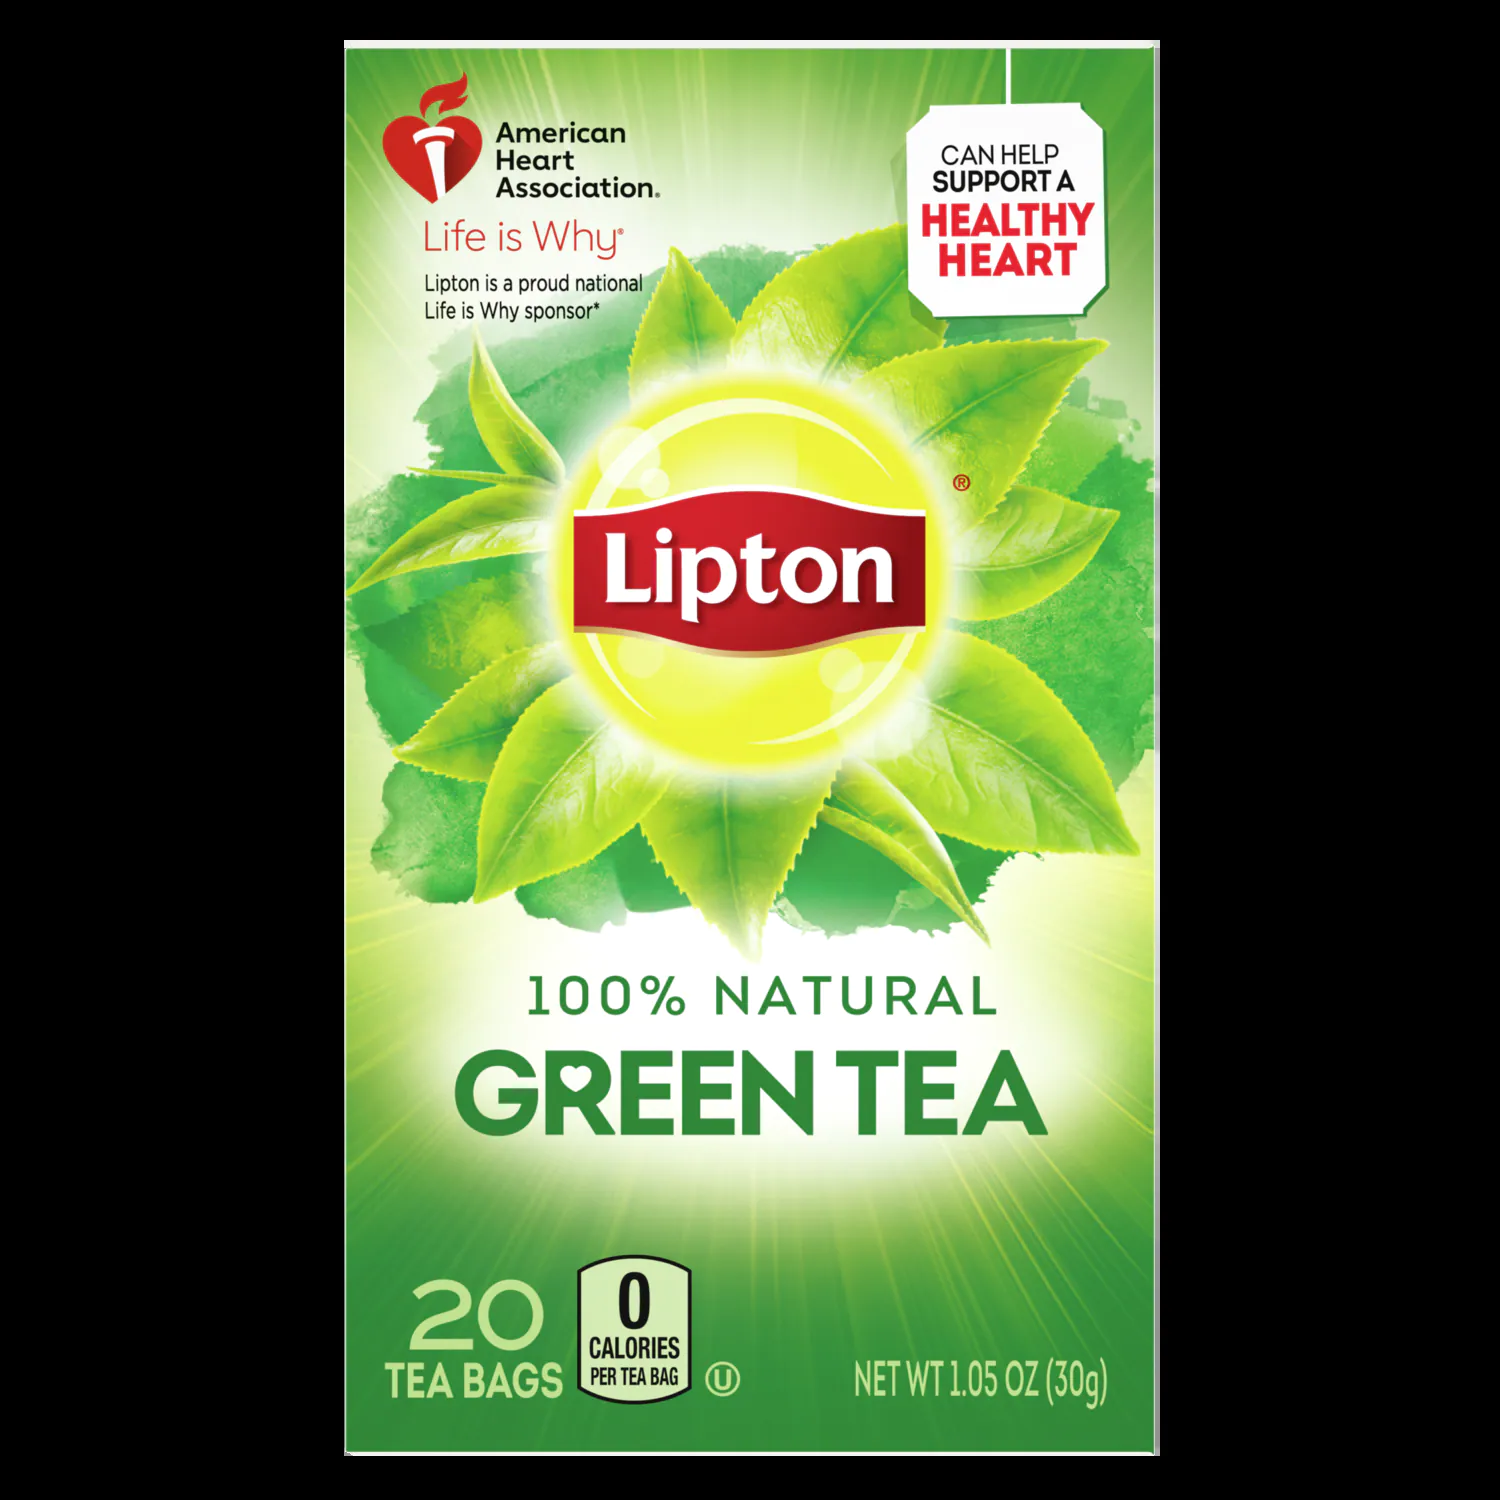 American
Heart
Association®
Life is Why®
Lipton is a proud national
Life is Why sponsor*
CAN HELP
SUPPORT A
HEALTHY
HEART
Lipton ®
100% NATURAL
GREEN TEA
20
TEA BAGS
0
CALORIES
PER TEA BAG
U
NET WT 1.05 OZ (30g)